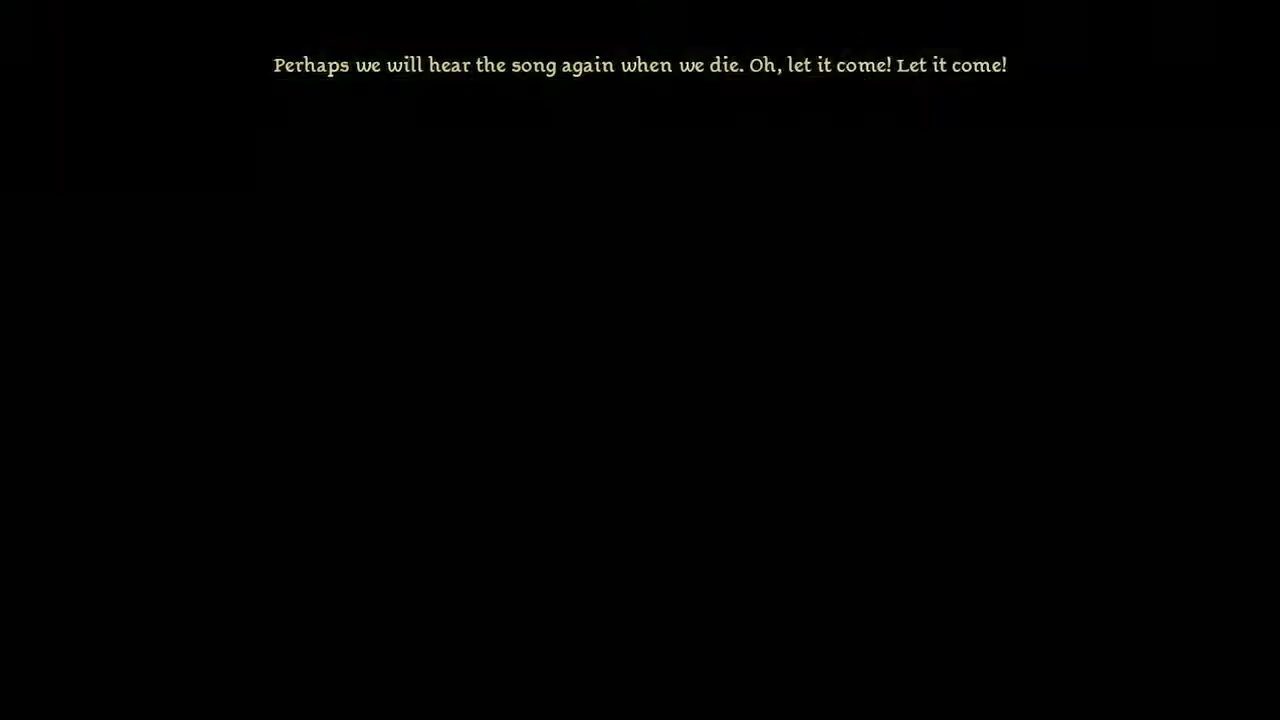 Perhaps we will hear the song again when we die. Oh, let it come! Let it come!